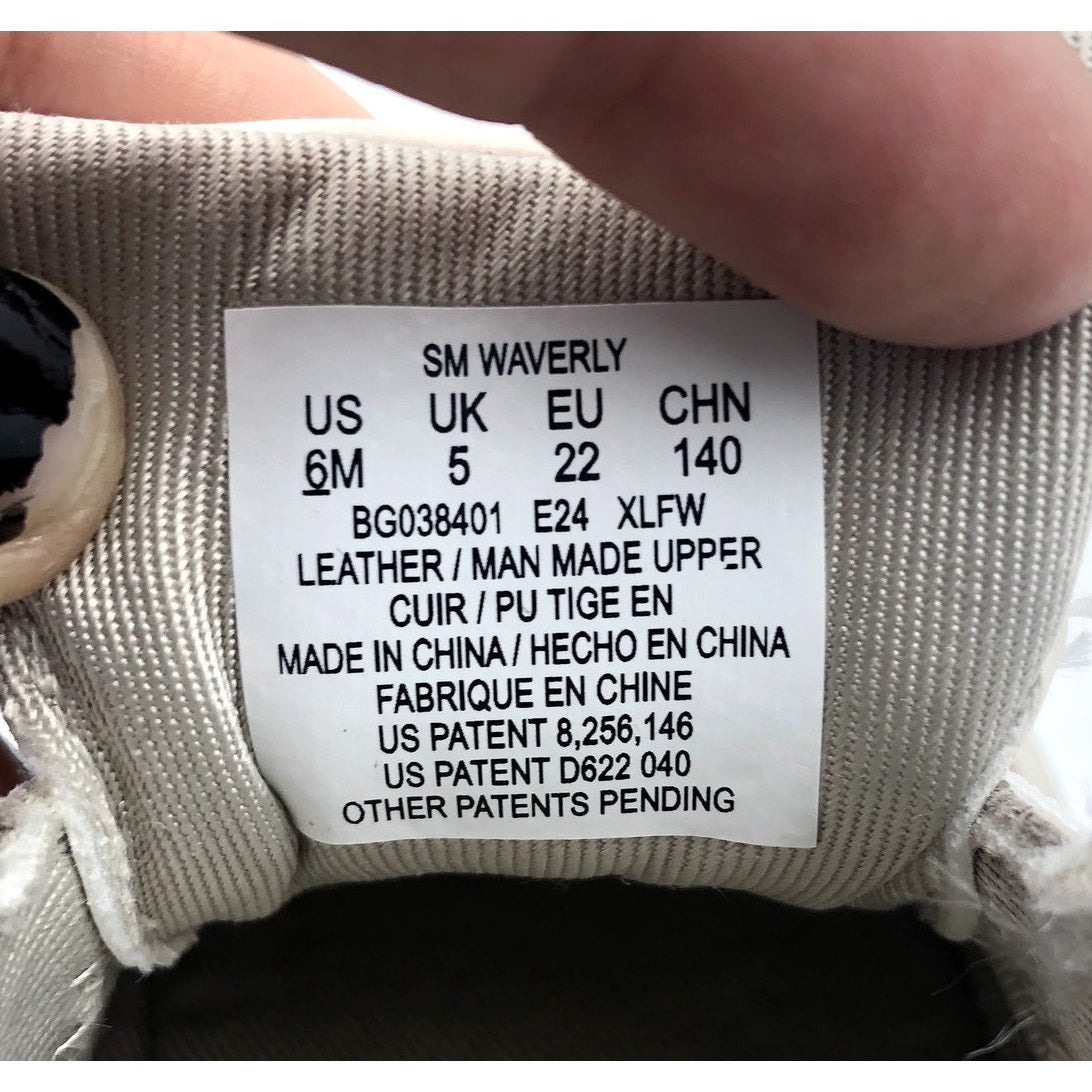 SM WAVERLY
US UK EU CHN
6M 5 22 140
BG038401 E24 XLFW
LEATHER / MAN MADE UPPER
CUIR / PU TIGE EN
MADE IN CHINA / HECHO EN CHINA
FABRIQUE EN CHINE
US PATENT 8,256,146
US PATENT D622 040
OTHER PATENTS PENDING